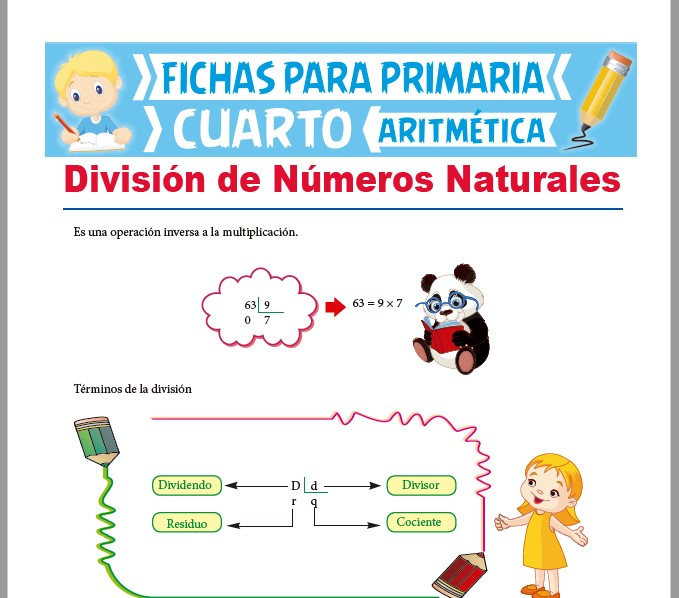 FICHAS PARA PRIMARIA
CUARTO ARITMÉTICA
División de Números Naturales
Es una operación inversa a la multiplicación.
63 9
0 7
63 = 9 x 7
Términos de la división
Dividendo D d Divisor
r q
Residuo Cociente